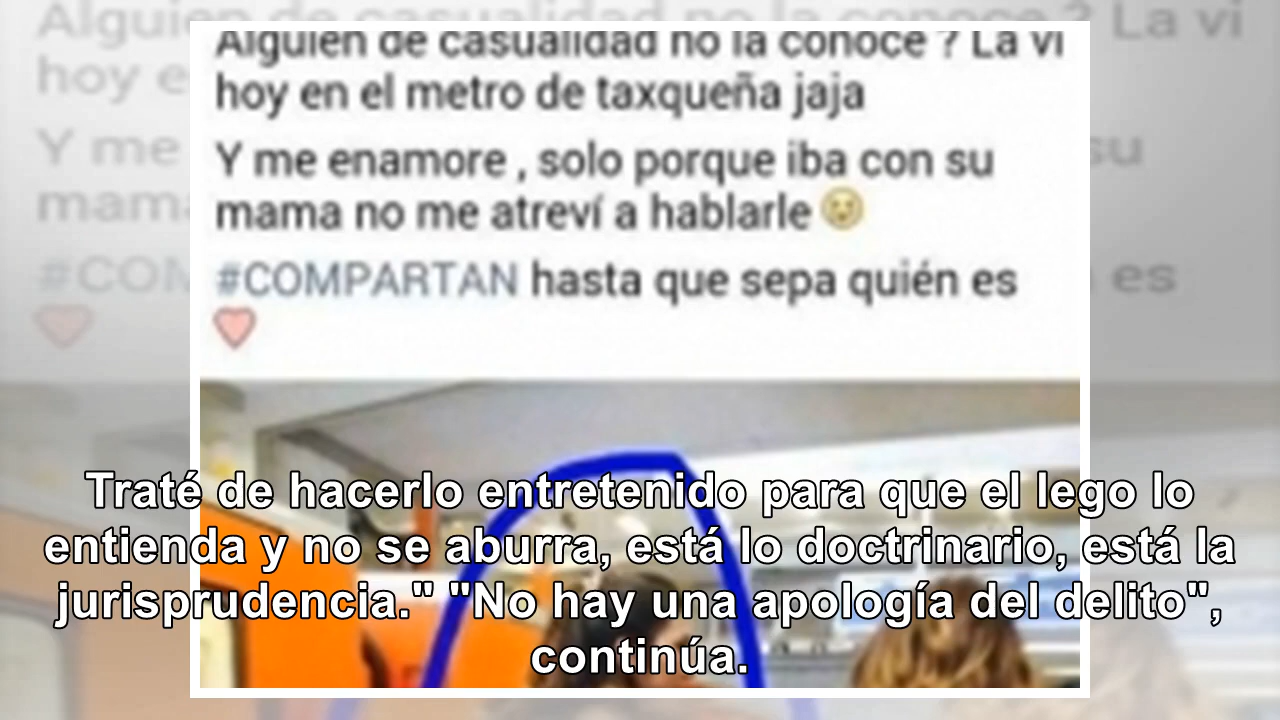 Alguien de casualidad no la conoce ? La vi
hoy en el metro de taxqueña jaja
Y me enamore , solo porque iba con su
mama no me atreví a hablarle
#COMPARTAN hasta que sepa quién es
Traté de hacerlo entretenido para que el lego lo
entienda y no se aburra, está lo doctrinario, está la
jurisprudencia." "No hay una apología del delito",
continúa.